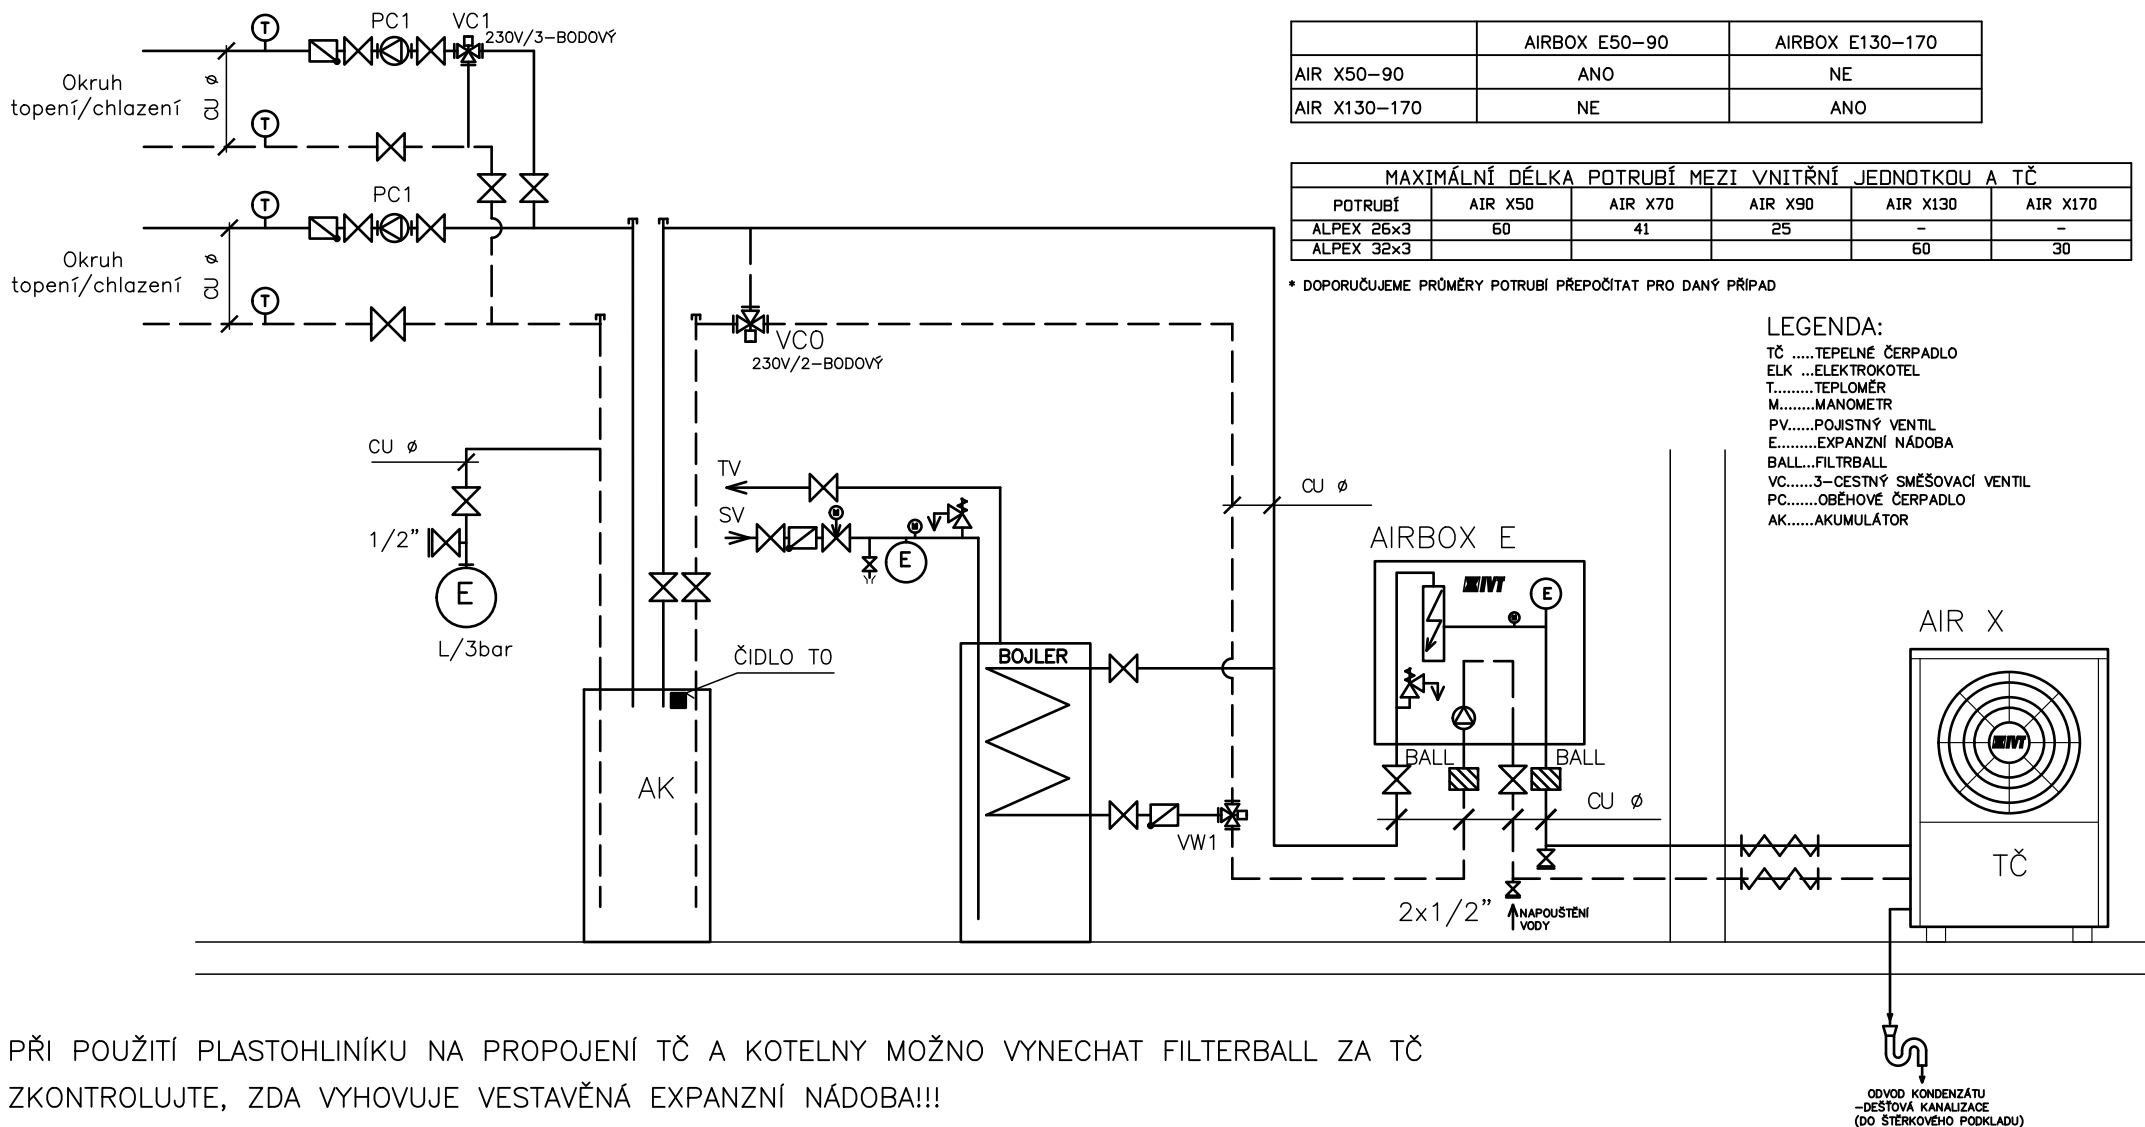 PC1
VC1
230V/3-BODOVÝ
T
Okruh
topení/chlazení
CU ø
T
T
PC1
Okruh
topení/chlazení
CU ø
T
AIRBOX E50-90 AIRBOX E130-170
AIR X50-90 ANO NE
AIR X130-170 NE ANO
MAXIMÁLNÍ DÉLKA POTRUBÍ MEZI VNITŘNÍ JEDNOTKOU A TČ
POTRUBÍ AIR X50 AIR X70 AIR X90 AIR X130 AIR X170
ALPEX 26x3 60 41 25 - -
ALPEX 32x3 60 30
* DOPORUČUJEME PRŮMĚRY POTRUBÍ PŘEPOČÍTAT PRO DANÝ PŘÍPAD
LEGENDA:
TČ .....TEPELNÉ ČERPADLO
ELK ...ELEKTROKOTEL
T.........TEPLOMĚR
M........MANOMETR
PV......POJISTNÝ VENTIL
E.........EXPANZNÍ NÁDOBA
BALL...FILTRBALL
VC......3-CESTNÝ SMĚŠOVACÍ VENTIL
PC.......OBĚHOVÉ ČERPADLO
AK......AKUMULÁTOR
VC0
230V/2-BODOVÝ
CU ø
1/2"
E
L/3bar
TV
SV
M
M
E
ČIDLO T0
AK
BOJLER
VW1
CU ø
AIRBOX E
IVT
E
M
BALL
BALL
CU ø
2x1/2"
NAPOUŠTĚNÍ
VODY
AIR X
IVT
TČ
ODVOD KONDENZÁTU
-DEŠŤOVÁ KANALIZACE
(DO ŠTĚRKOVÉHO PODKLADU)
PŘI POUŽITÍ PLASTOHLINÍKU NA PROPOJENÍ TČ A KOTELNY MOŽNO VYNECHAT FILTERBALL ZA TČ
ZKONTROLUJTE, ZDA VYHOVUJE VESTAVĚNÁ EXPANZNÍ NÁDOBA!!!